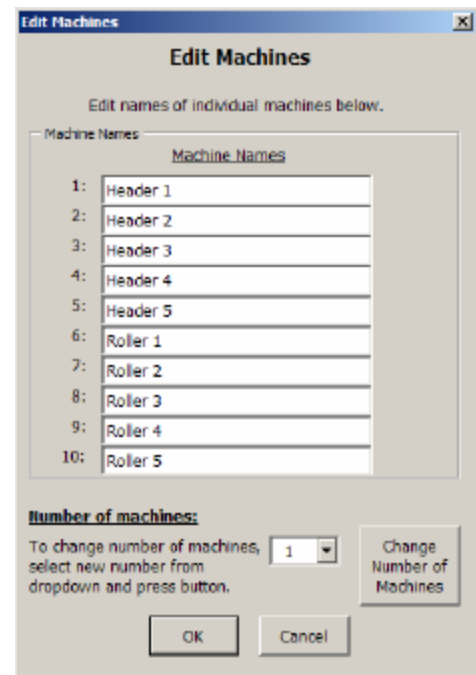 Edit Machines
Edit Machines
Edit names of individual machines below.
Machine Names
Machine Names
1: Header 1
2: Header 2
3: Header 3
4: Header 4
5: Header 5
6: Roller 1
7: Roller 2
8: Roller 3
9: Roller 4
10: Roller 5
Number of machines:
To change number of machines,
select new number from
dropdown and press button.
1
Change
Number of
Machines
OK
Cancel